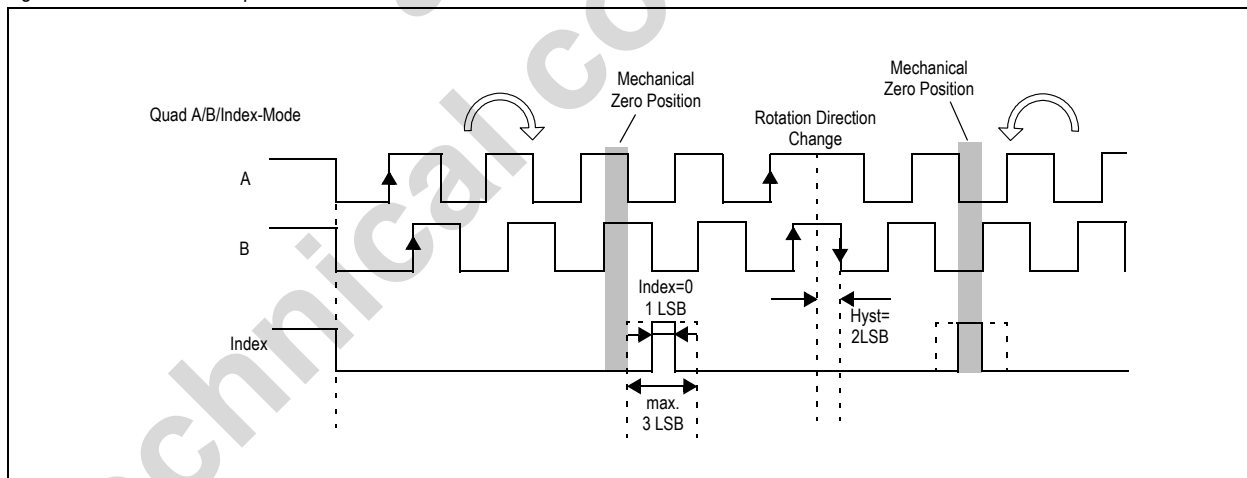 Mechanical
Zero Position
Mechanical
Zero Position
Quad A/B/Index-Mode
Rotation Direction
Change
A
B
Index=0
1 LSB
Hyst=
2LSB
Index
max.
3 LSB